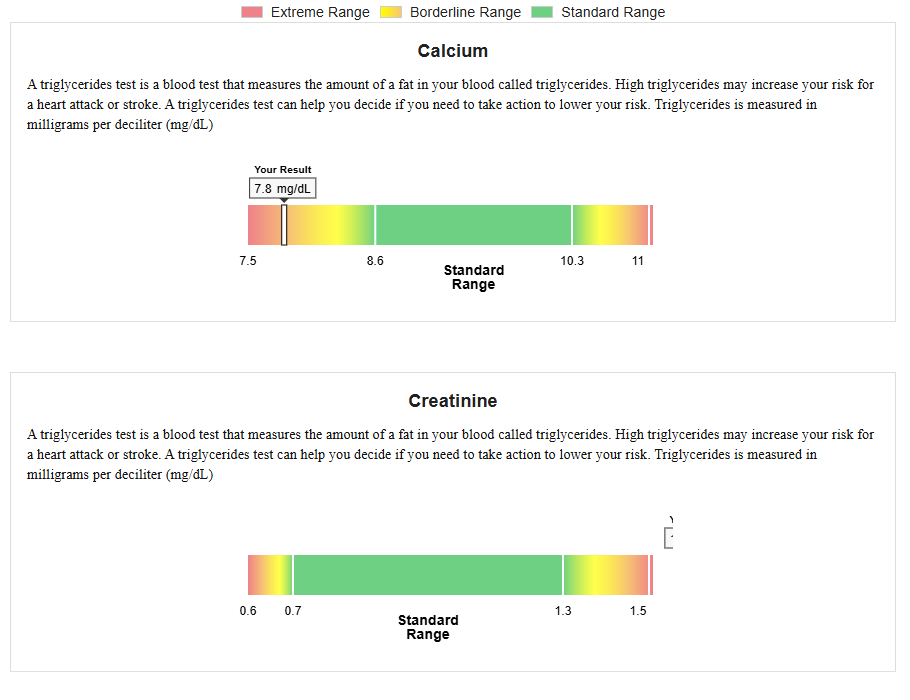 Extreme Range Borderline Range Standard Range
Calcium
A triglycerides test is a blood test that measures the amount of a fat in your blood called triglycerides. High triglycerides may increase your risk for
a heart attack or stroke. A triglycerides test can help you decide if you need to take action to lower your risk. Triglycerides is measured in
milligrams per deciliter (mg/dL)
Your Result
7.8 mg/dL
7.5 8.6 10.3 11
Standard
Range
Creatinine
A triglycerides test is a blood test that measures the amount of a fat in your blood called triglycerides. High triglycerides may increase your risk for
a heart attack or stroke. A triglycerides test can help you decide if you need to take action to lower your risk. Triglycerides is measured in
milligrams per deciliter (mg/dL)
0.6 0.7 1.3 1.5
Standard
Range